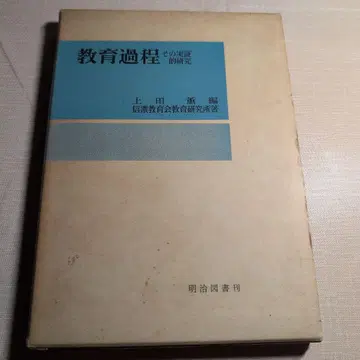 教育過程 その実証的研究
上田 薫 編
信濃教育会教育研究所著
明治図書刊